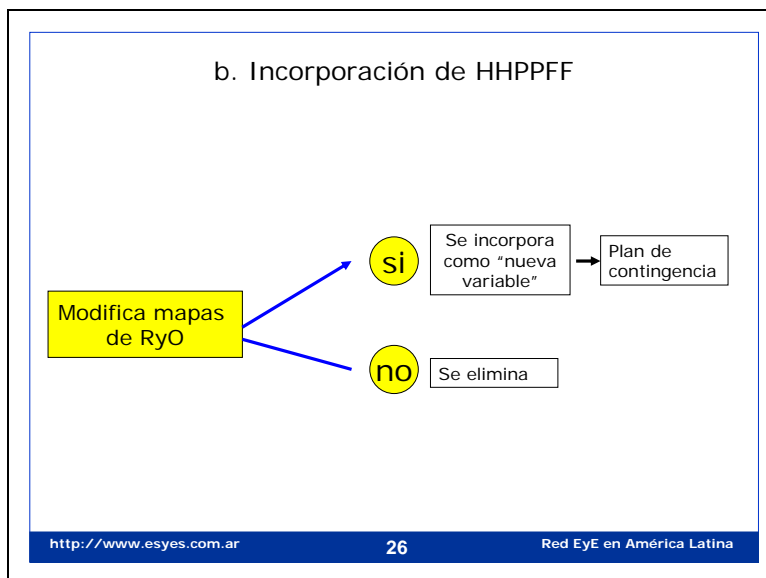 b. Incorporación de HHPPFF
Modifica mapas
de RyO
si
Se incorpora
como “nueva
variable”
Plan de
contingencia
no
Se elimina
http://www.esyes.com.ar
26
Red EyE en América Latina